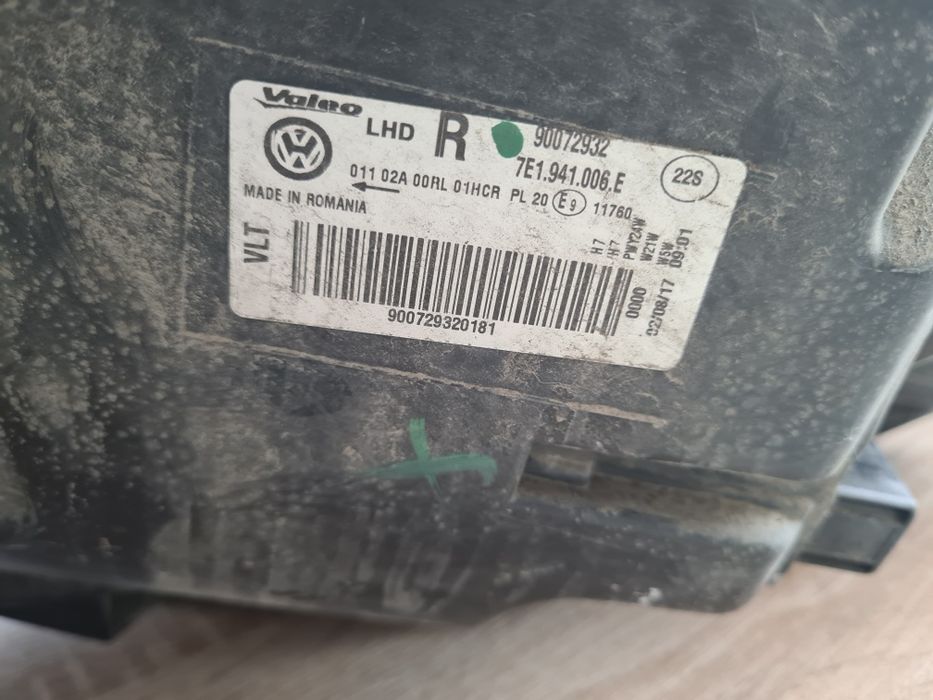 Valeo
LHD R 90072932
7E1.941.006.E
22S
011 02A 00RL 01HCR PL 20 E9 11760
MADE IN ROMANIA
VLT
H7
H7
PWY24W
W21W
W5W
09:01
0000
02/08/17
900729320181